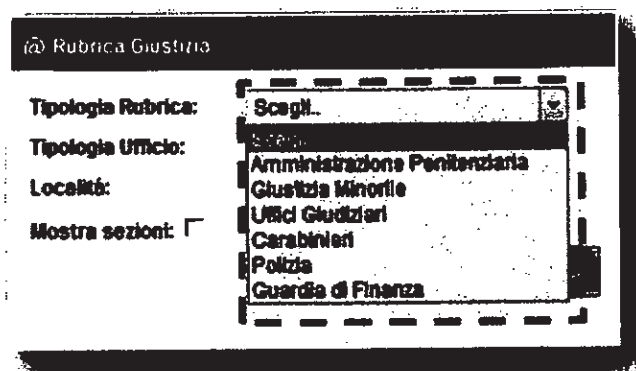 @ Rubrica Giustizia
Tipologia Rubrica:
Scegli..
Tipologia Ufficio:
Scegli..
Amministrazione Penitenziaria
Località:
Giustizia Minorile
Uffici Giudiziari
Mostra sezioni:
Carabinieri
Polizia
Guardia di Finanza